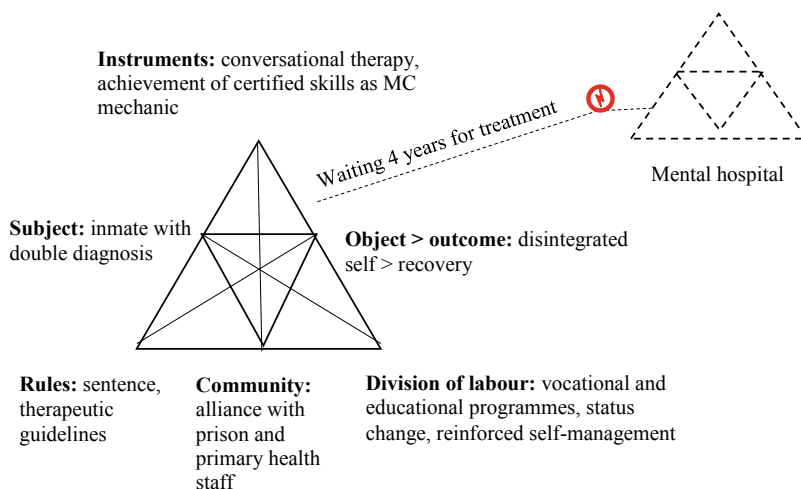 Instruments: conversational therapy,
achievement of certified skills as MC
mechanic
Waiting 4 years for treatment
Mental hospital
Subject: inmate with
double diagnosis
Object > outcome: disintegrated
self > recovery
Rules: sentence,
therapeutic
guidelines
Community:
alliance with
prison and
primary health
staff
Division of labour: vocational and
educational programmes, status
change, reinforced self-management